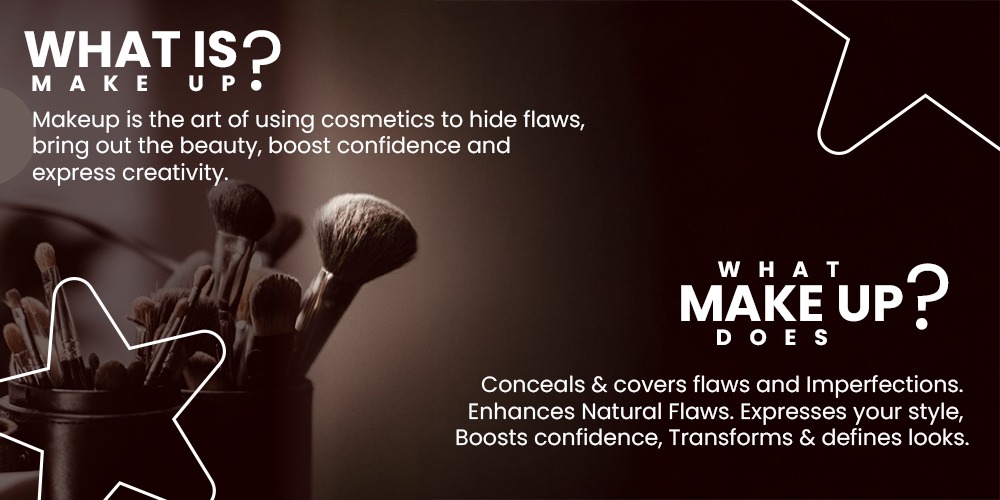 WHAT IS?
MAKE UP
Makeup is the art of using cosmetics to hide flaws,
bring out the beauty, boost confidence and
express creativity.
WHAT
MAKE UP?
DOES
Conceals & covers flaws and Imperfections.
Enhances Natural Flaws. Expresses your style,
Boosts confidence, Transforms & defines looks.